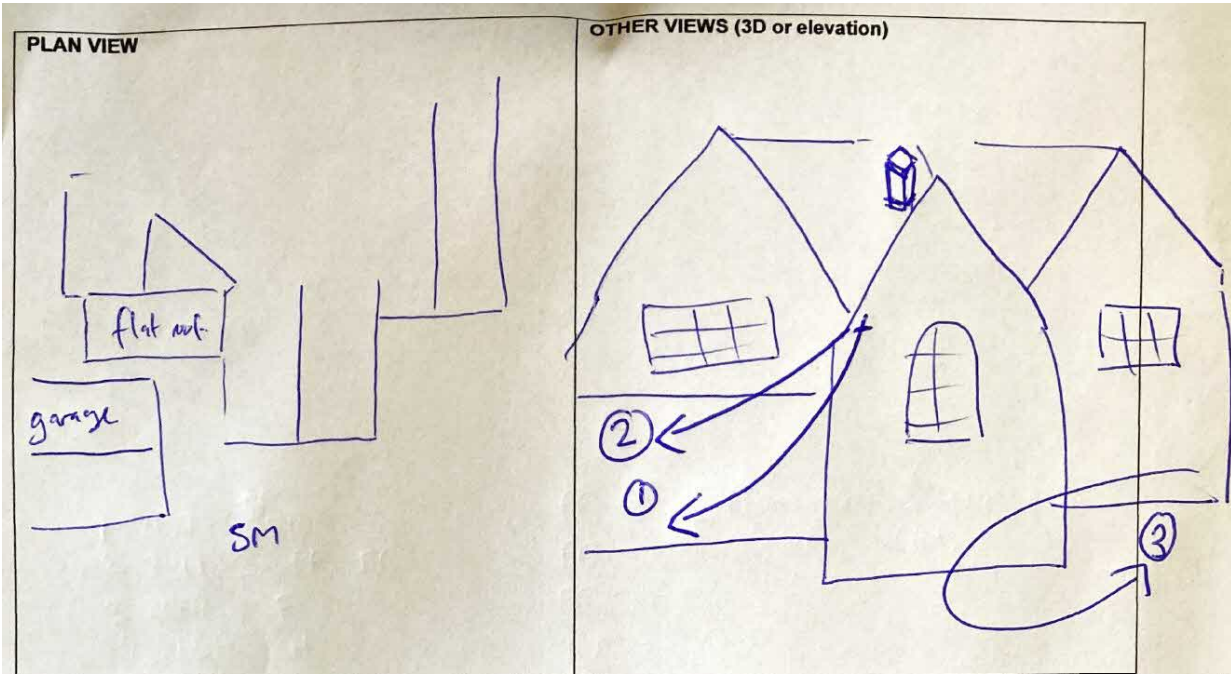 PLAN VIEW
flat roof
garage
SM
OTHER VIEWS (3D or elevation)
②
①
③